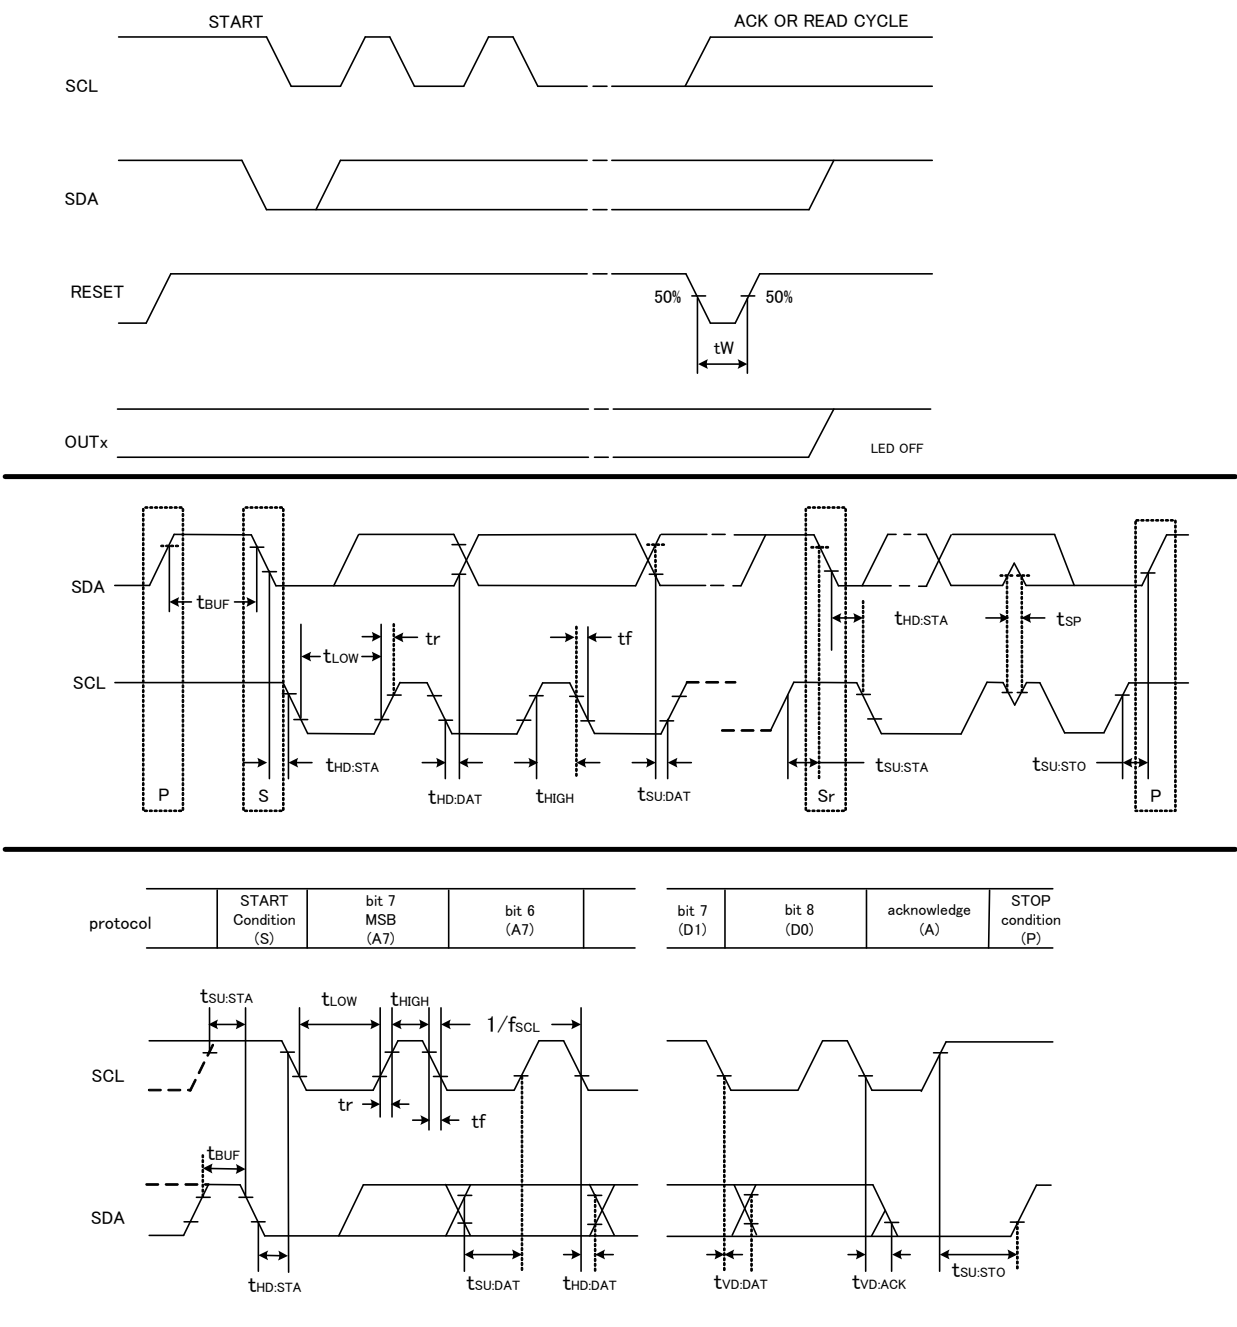 START
ACK OR READ CYCLE
SCL
SDA
RESET
50%
50%
tW
OUTx
LED OFF
SDA
tBUF
tHD:STA
tSP
tr
tf
tLOW
SCL
tHD:STA
tSU:STA
tSU:STO
tHD:DAT
tHIGH
tSU:DAT
P
S
Sr
P
protocol
START
Condition
(S)
bit 7
MSB
(A7)
bit 6
(A7)
bit 7
(D1)
bit 8
(D0)
acknowledge
(A)
STOP
condition
(P)
tSU:STA
tLOW
tHIGH
1/fSCL
SCL
tr
tf
tBUF
SDA
tHD:STA
tSU:DAT
tHD:DAT
tVD:DAT
tVD:ACK
tSU:STO